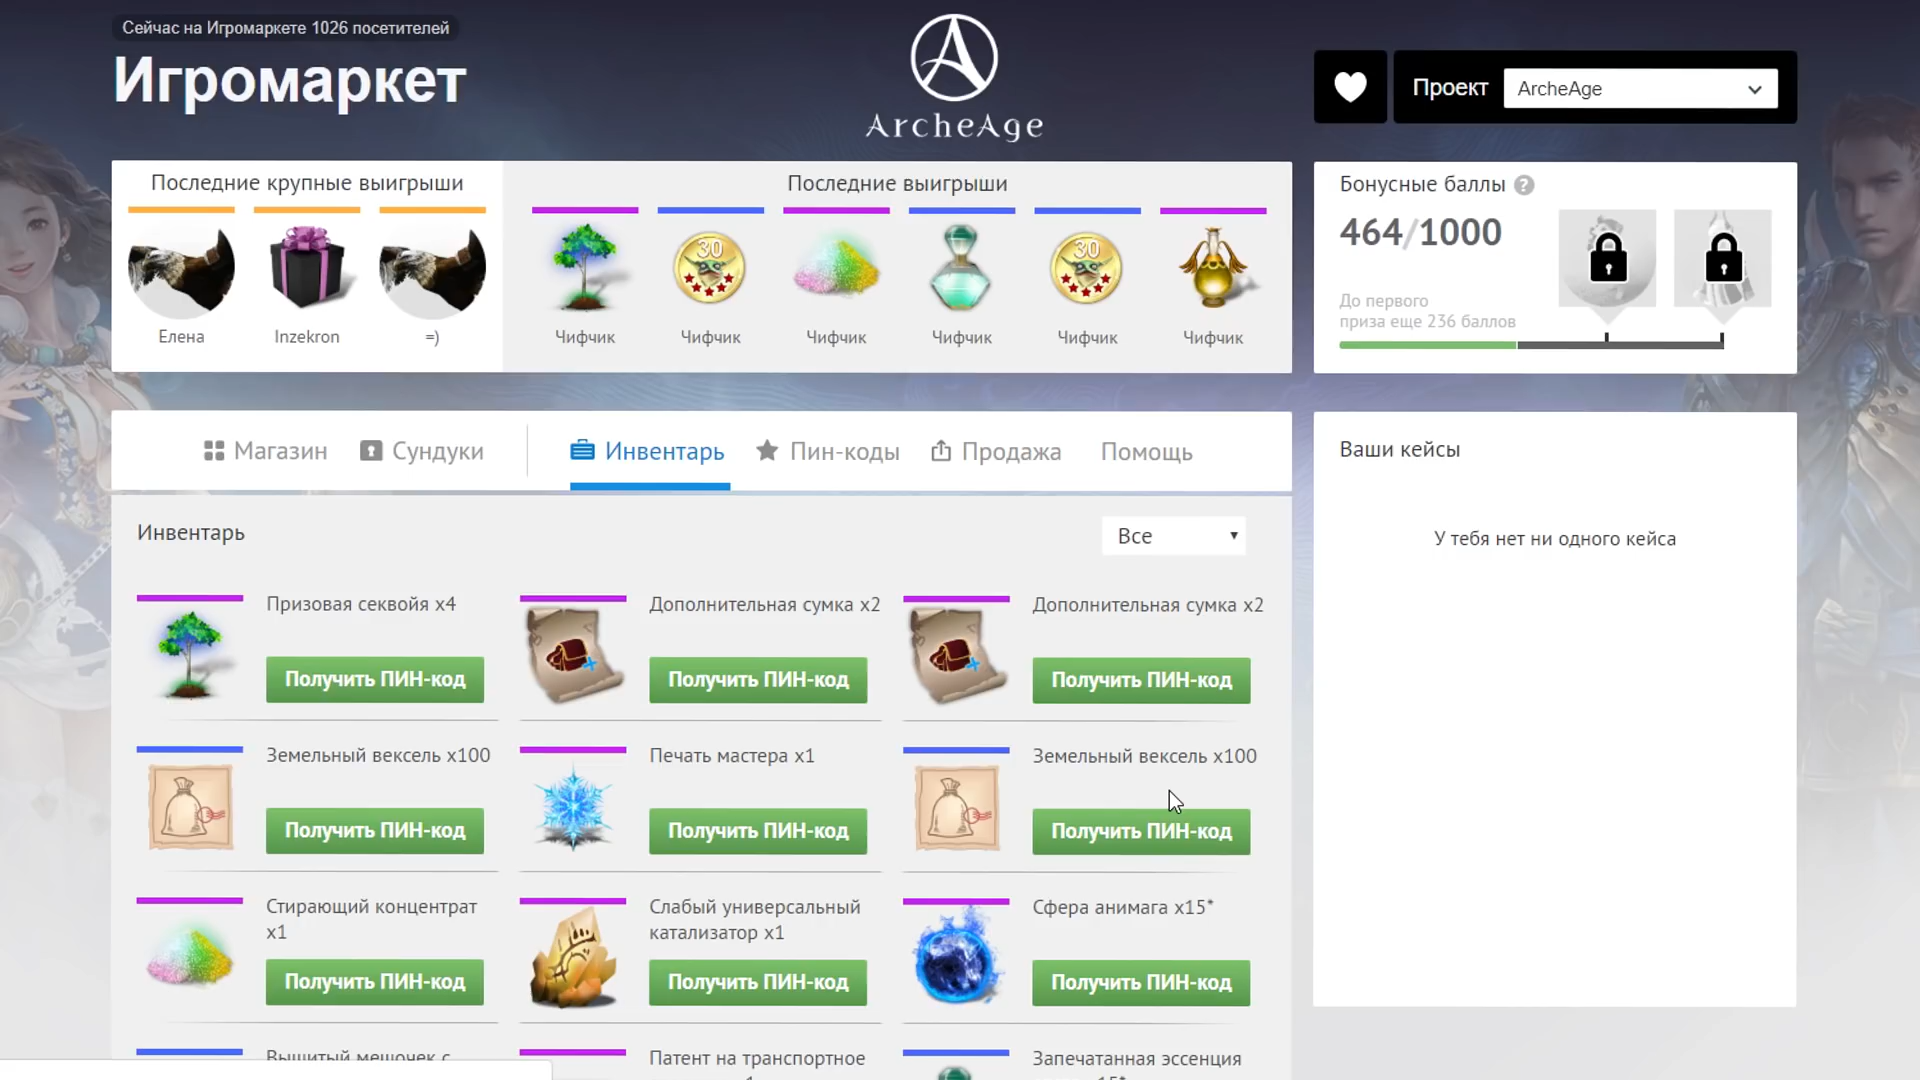 Сейчас на Игромаркете 1026 посетителей
Игромаркет
ArcheAge
Проект
ArcheAge
Последние крупные выигрыши
Елена
Inzekron
=)
Последние выигрыши
30
30
Чифчик
Чифчик
Чифчик
Чифчик
Чифчик
Чифчик
Бонусные баллы ?
464/1000
До первого
приза еще 236 баллов
Магазин
Сундуки
Инвентарь
Пин-коды
Продажа
Помощь
Ваши кейсы
У тебя нет ни одного кейса
Инвентарь
Все
Призовая секвойя x4
Получить ПИН-код
Дополнительная сумка x2
Получить ПИН-код
Дополнительная сумка x2
Получить ПИН-код
Земельный вексель x100
Получить ПИН-код
Печать мастера x1
Получить ПИН-код
Земельный вексель x100
Получить ПИН-код
Стирающий концентрат
x1
Получить ПИН-код
Слабый универсальный
катализатор x1
Получить ПИН-код
Сфера анимага x15*
Получить ПИН-код
Вышитый мешочек с
Патент на транспортное
Запечатанная эссенция